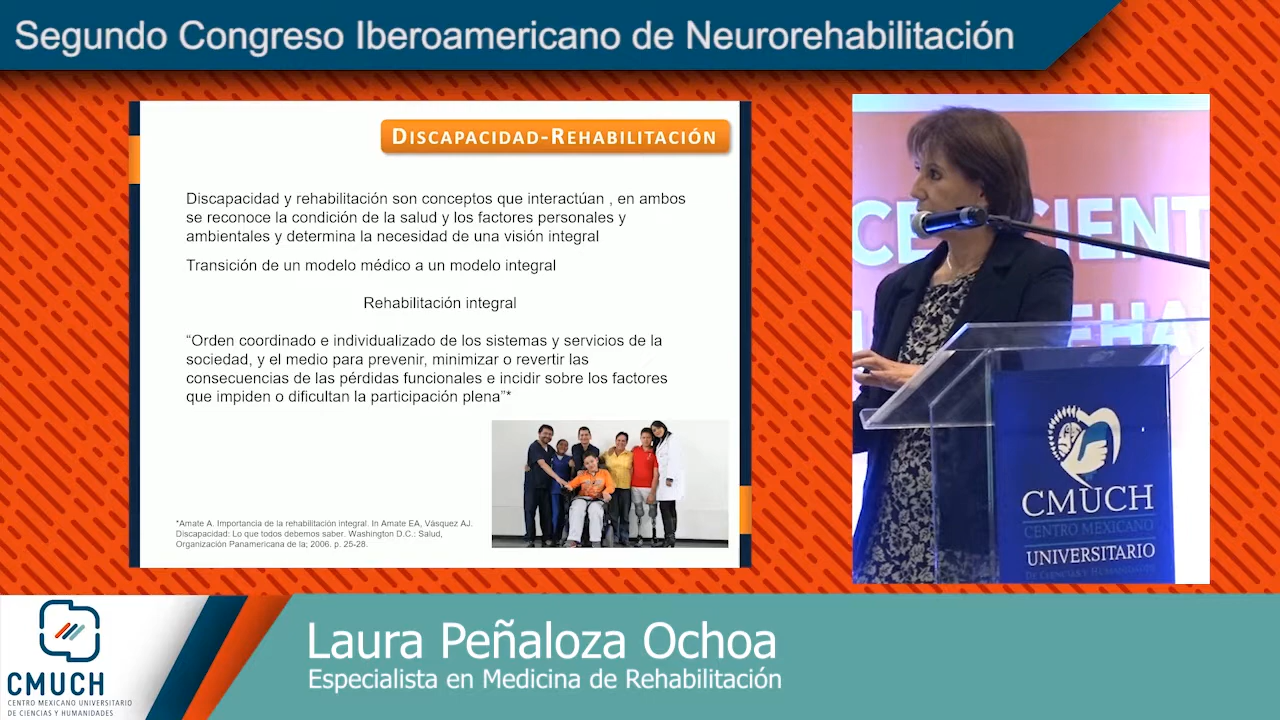 Segundo Congreso Iberoamericano de Neurorehabilitación
DISCAPACIDAD-REHABILITACIÓN
Discapacidad y rehabilitación son conceptos que interactúan , en ambos
se reconoce la condición de la salud y los factores personales y
ambientales y determina la necesidad de una visión integral
Transición de un modelo médico a un modelo integral
Rehabilitación integral
“Orden coordinado e individualizado de los sistemas y servicios de la
sociedad, y el medio para prevenir, minimizar o revertir las
consecuencias de las pérdidas funcionales e incidir sobre los factores
que impiden o dificultan la participación plena”*
*Amate A. Importancia de la rehabilitación integral. In Amate EA, Vásquez AJ.
Discapacidad: Lo que todos debemos saber. Washington D.C.: Salud,
Organización Panamericana de la; 2006. p. 25-28.
CMUCH
CENTRO MEXICANO
UNIVERSITARIO
DE CIENCIAS Y HUMANIDADES
Laura Peñaloza Ochoa
Especialista en Medicina de Rehabilitación
CMUCH
CENTRO MEXICANO UNIVERSITARIO
DE CIENCIAS Y HUMANIDADES